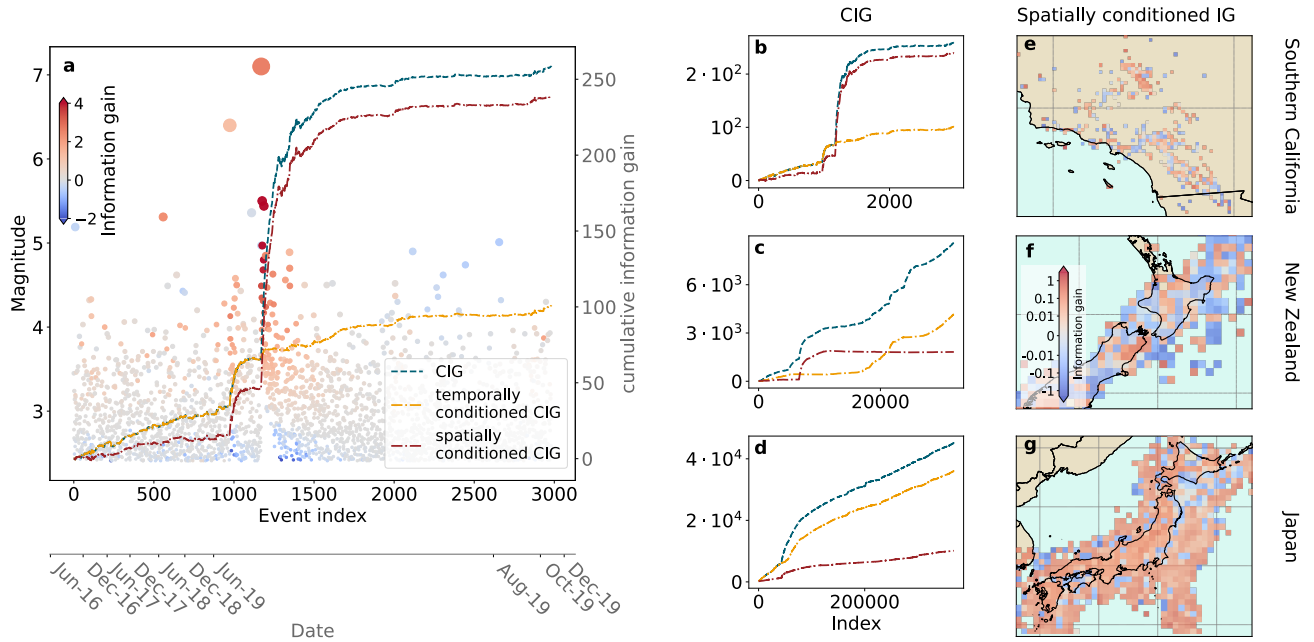 CIG
Spatially conditioned IG
a
7
6
5
4
3
Magnitude
4
2
0
−2
Information gain
250
200
150
100
50
0
cumulative information gain
CIG
temporally
conditioned CIG
spatially
conditioned CIG
0 500 1000 1500 2000 2500 3000
Event index
Jun-16
Dec-16
Jun-17
Dec-17
Jun-18
Dec-18
Jun-19
Aug-19
Oct-19
Dec-19
Date
b
2 · 10²
10²
0
0 2000
e
Southern California
c
6 · 10³
3 · 10³
0
0 20000
f
1
0.01
0.01
0
-0.01
-0.01
-1
Information gain
New Zealand
d
4 · 10⁴
2 · 10⁴
0
0 200000
Index
g
Japan